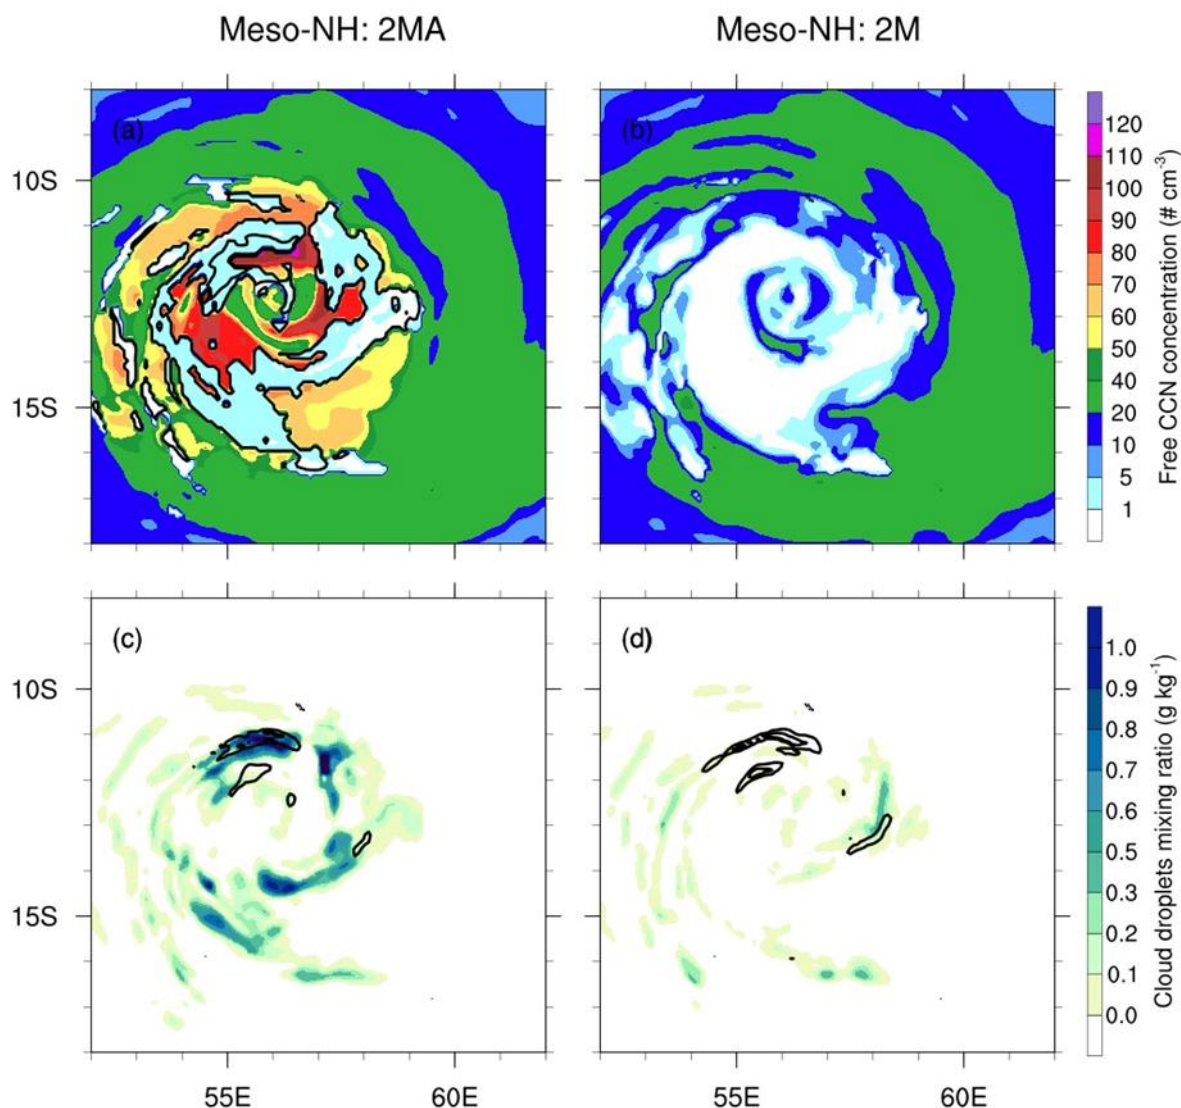 Meso-NH: 2MA
Meso-NH: 2M
(a)
(b)
10S
15S
120
110
100
90
80
70
60
50
40
20
10
5
1
Free CCN concentration (# cm⁻³)
(c)
(d)
10S
15S
55E
60E
55E
60E
1.0
0.9
0.8
0.7
0.6
0.5
0.3
0.2
0.1
0.0
Cloud droplets mixing ratio (g kg⁻¹)